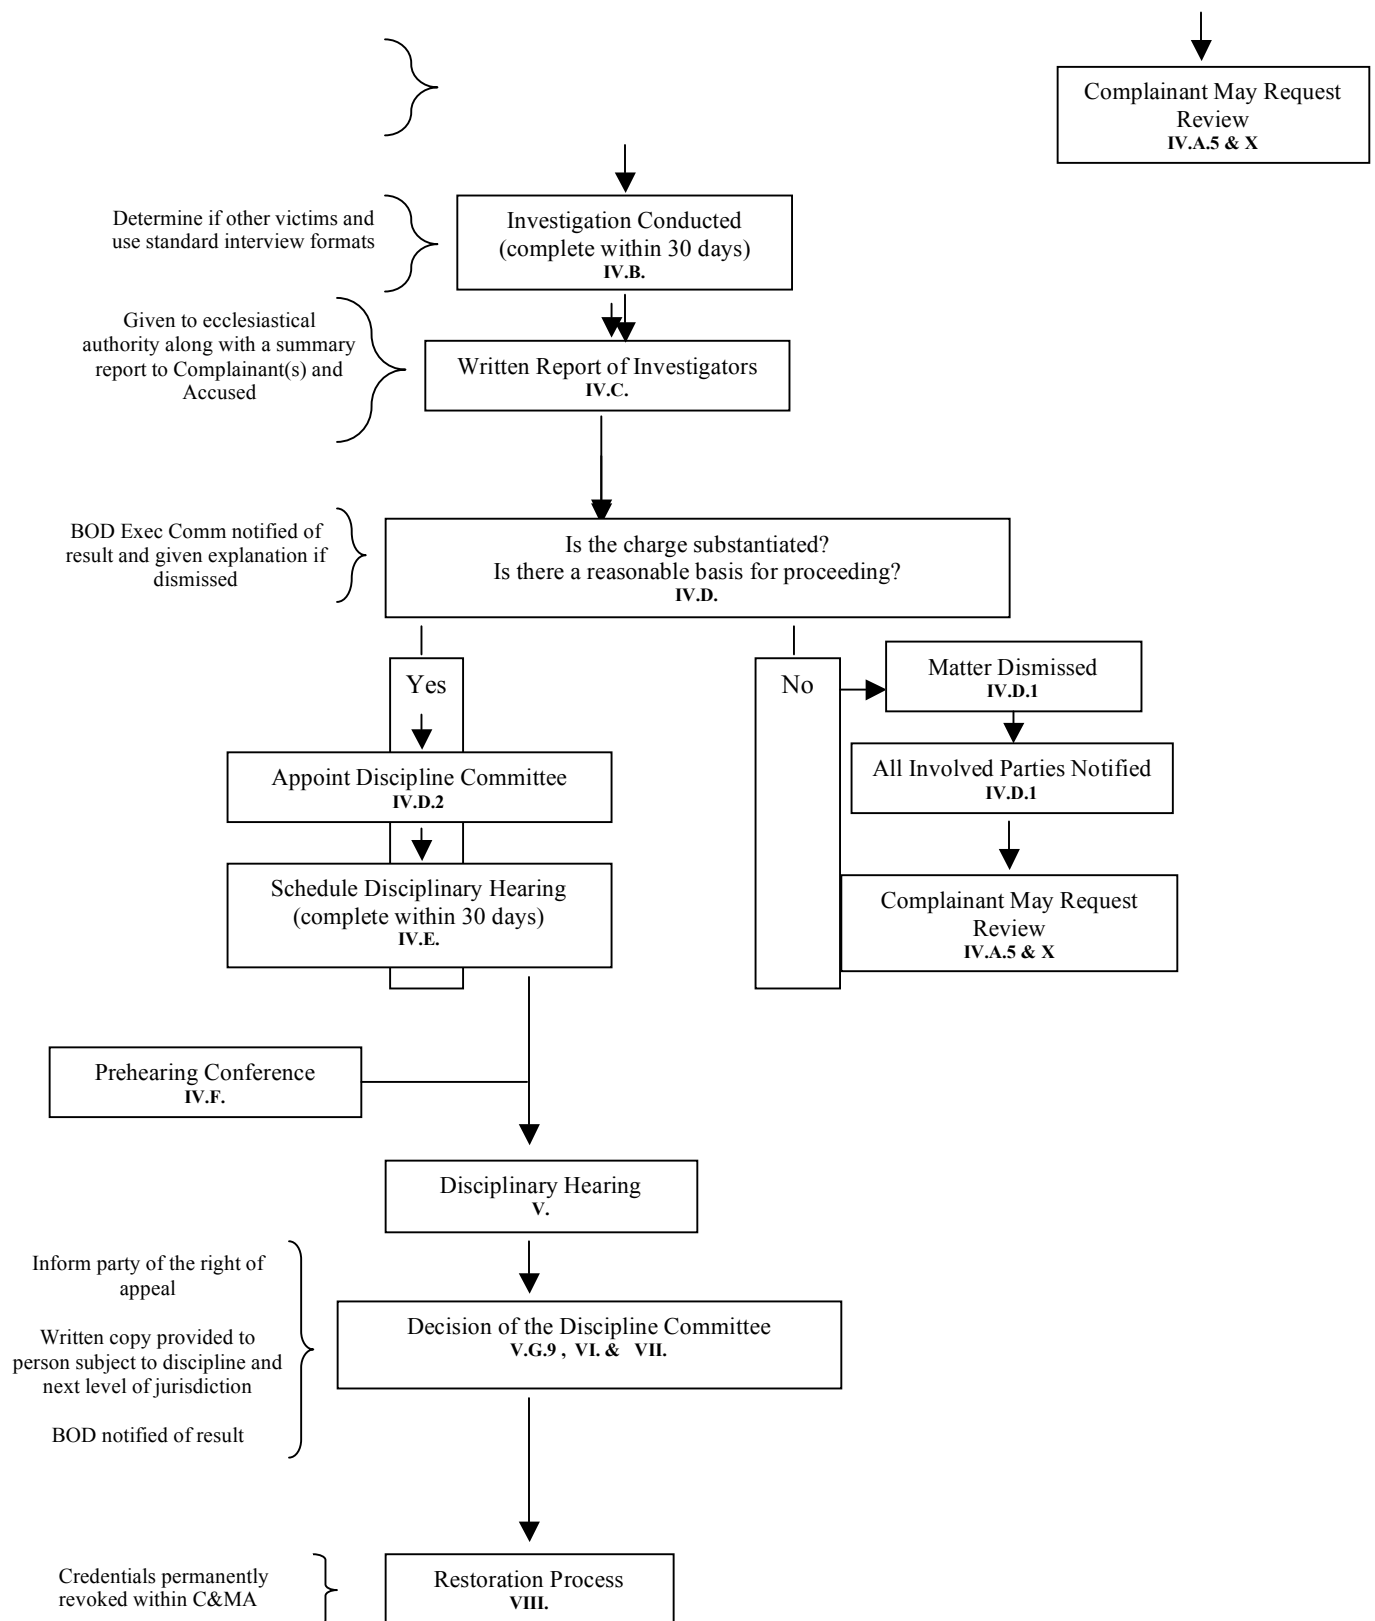 Complainant May Request
Review
IV.A.5 & X
Determine if other victims and
use standard interview formats
Investigation Conducted
(complete within 30 days)
IV.B.
Given to ecclesiastical
authority along with a summary
report to Complainant(s) and
Accused
Written Report of Investigators
IV.C.
BOD Exec Comm notified of
result and given explanation if
dismissed
Is the charge substantiated?
Is there a reasonable basis for proceeding?
IV.D.
Yes
No
Matter Dismissed
IV.D.1
Appoint Discipline Committee
IV.D.2
All Involved Parties Notified
IV.D.1
Schedule Disciplinary Hearing
(complete within 30 days)
IV.E.
Complainant May Request
Review
IV.A.5 & X
Prehearing Conference
IV.F.
Disciplinary Hearing
V.
Inform party of the right of
appeal
Written copy provided to
person subject to discipline and
next level of jurisdiction
BOD notified of result
Decision of the Discipline Committee
V.G.9 , VI. & VII.
Credentials permanently
revoked within C&MA
Restoration Process
VIII.